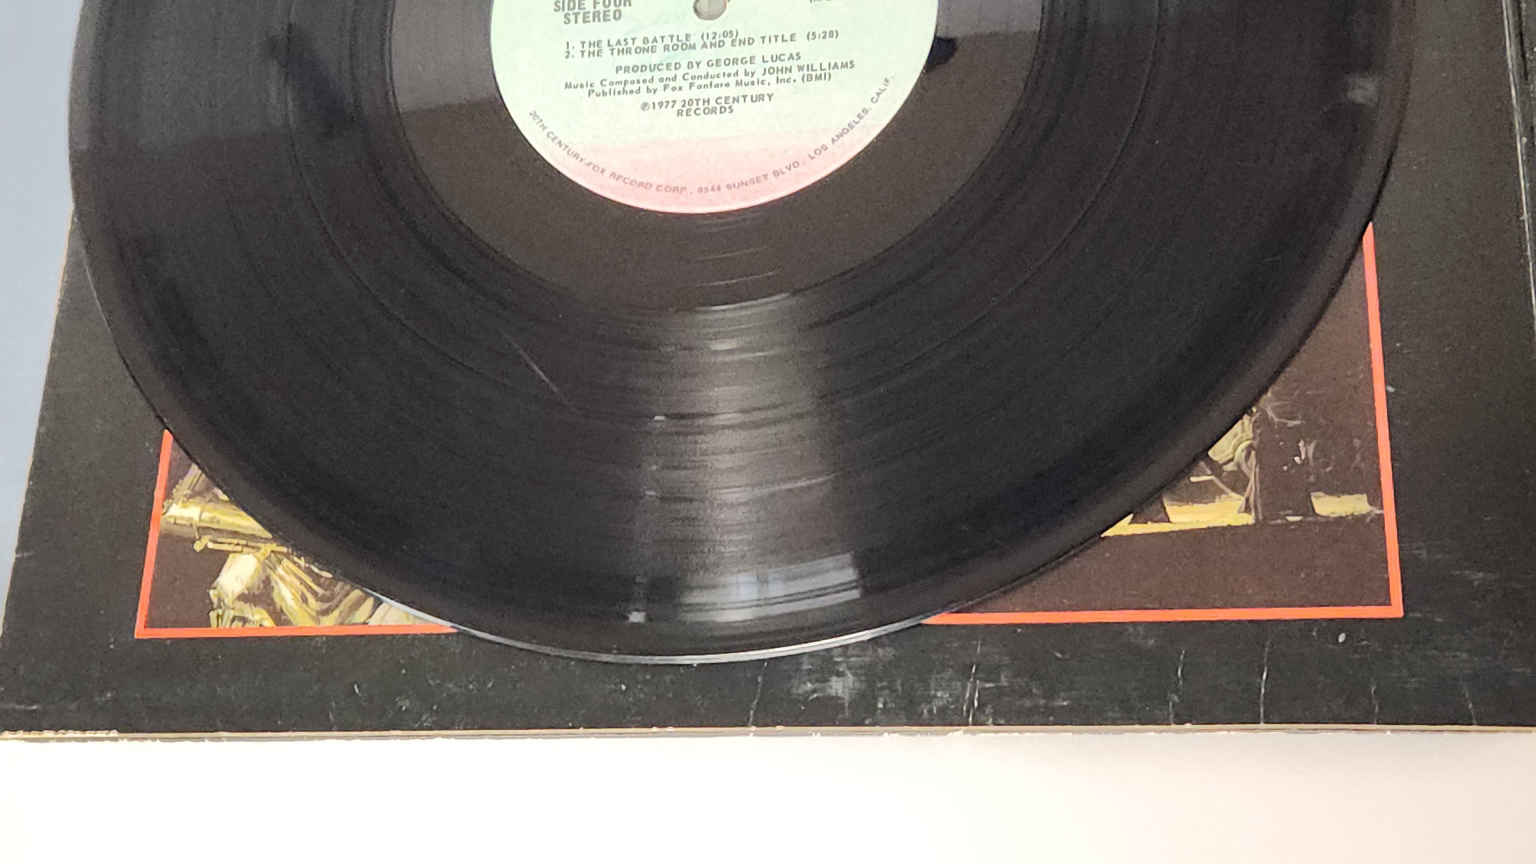 SIDE FOUR
STEREO
1. THE LAST BATTLE (12:05)
2. THE THRONE ROOM AND END TITLE (5:28)
PRODUCED BY GEORGE LUCAS
Music Composed and Conducted by JOHN WILLIAMS
Published by Fox Fanfare Music, Inc. (BMI)
℗1977 20TH CENTURY
RECORDS
20TH CENTURY-FOX RECORD CORP., 8544 SUNSET BLVD., LOS ANGELES, CALIF.